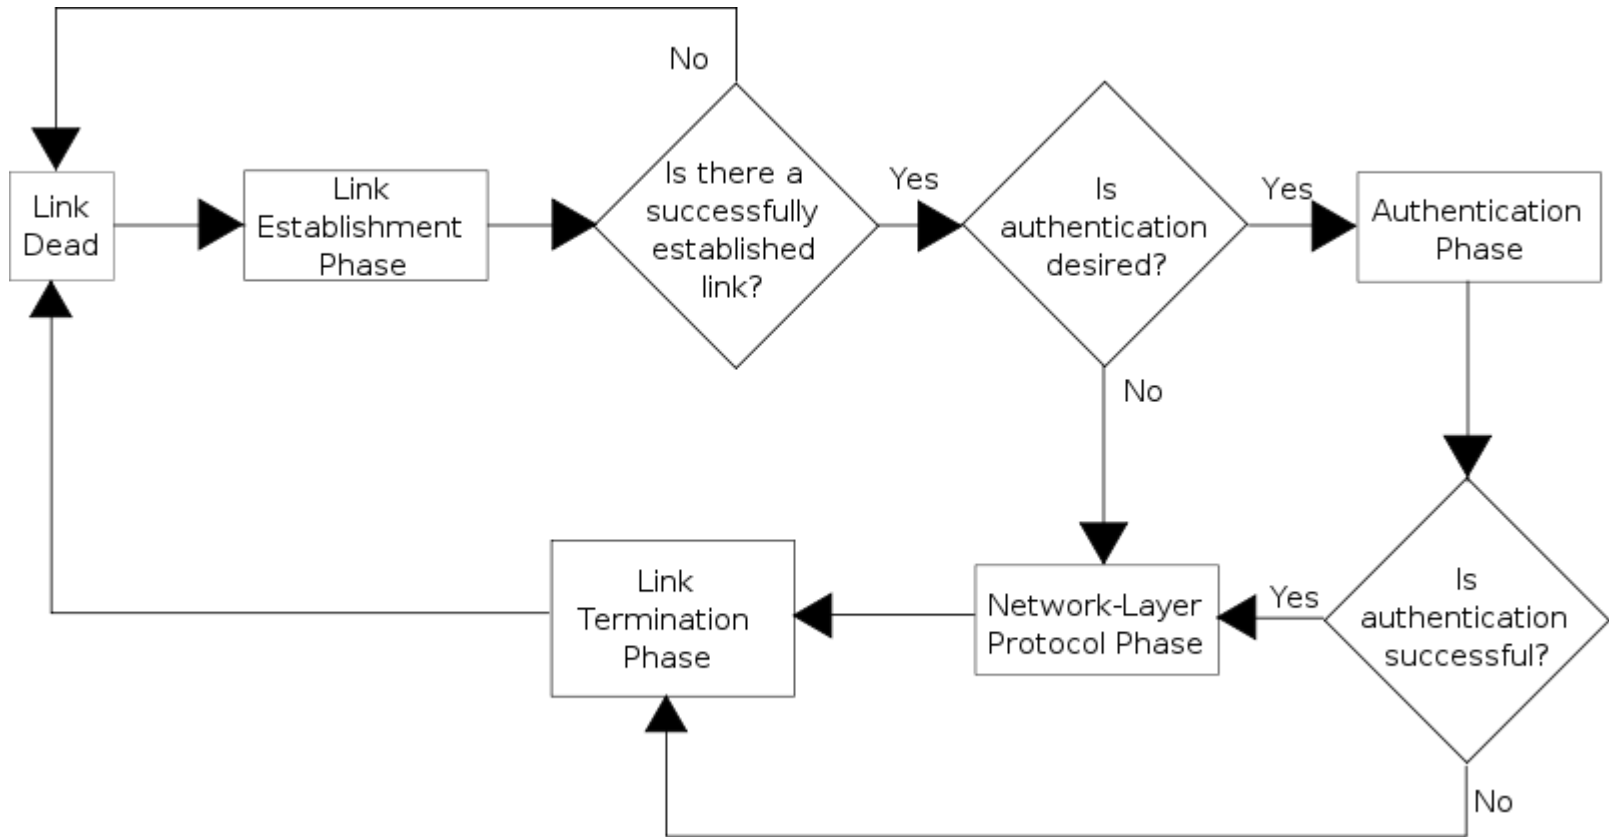 No
Link
Dead
Link
Establishment
Phase
Is there a
successfully
established
link?
Yes
Is
authentication
desired?
Yes
Authentication
Phase
No
Link
Termination
Phase
Network-Layer
Protocol Phase
Yes
Is
authentication
successful?
No